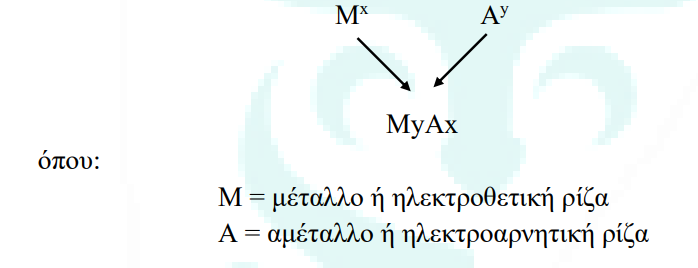 Mˣ Aʸ
MyAx
όπου:
Μ = μέταλλο ή ηλεκτροθετική ρίζα
Α = αμέταλλο ή ηλεκτροαρνητική ρίζα